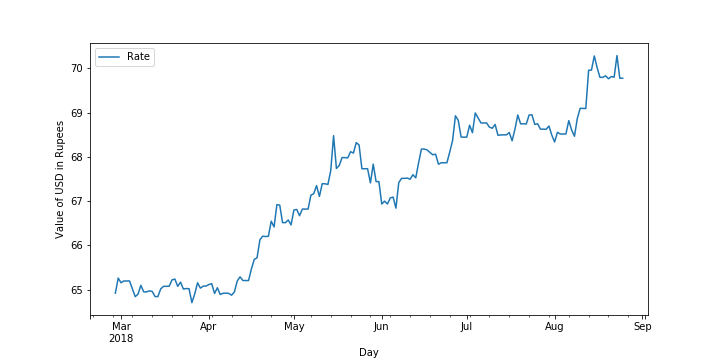 Rate
Value of USD in Rupees
70
69
68
67
66
65
Mar
2018
Apr
May
Jun
Jul
Aug
Sep
Day